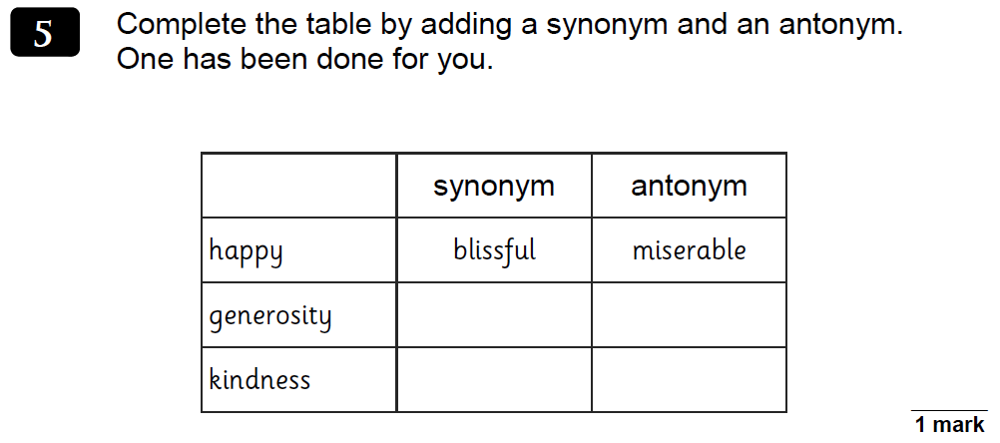 5
Complete the table by adding a synonym and an antonym.
One has been done for you.
synonym antonym
happy blissful miserable
generosity
kindness
1 mark